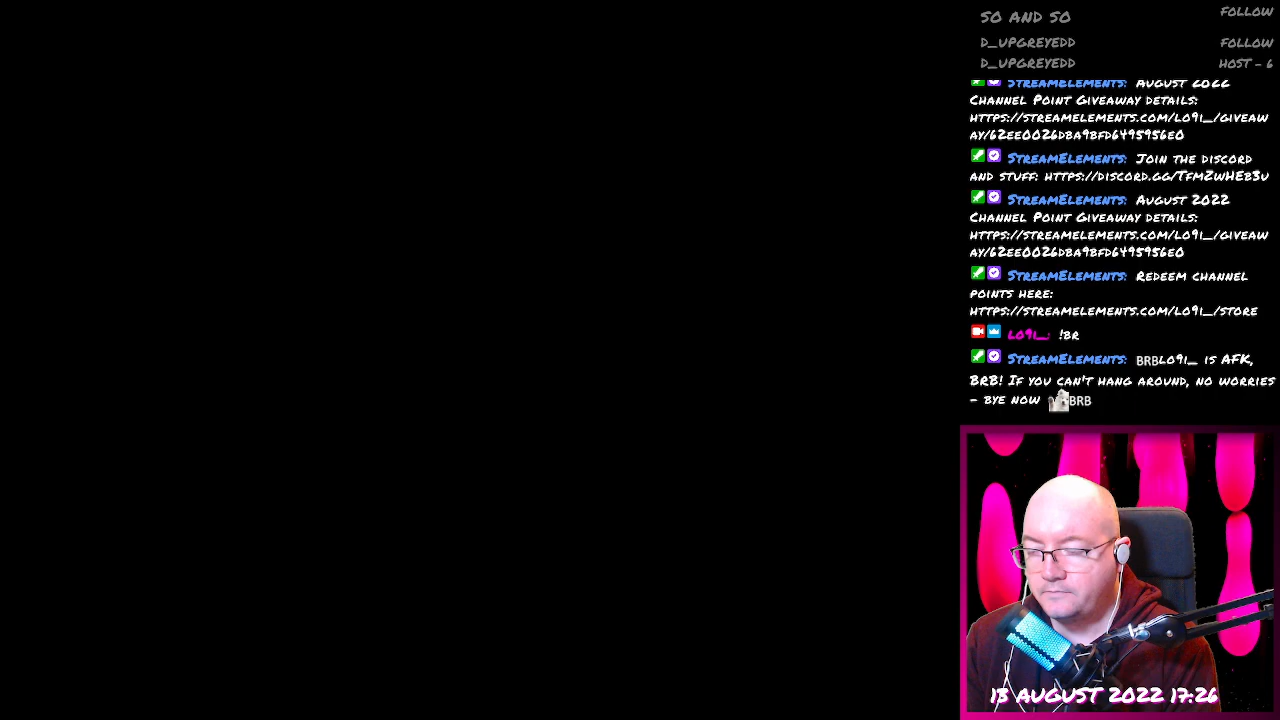 SO AND SO FOLLOW
D_UPGREYEDD FOLLOW
D_UPGREYEDD HOST - 6
StreamElements: August 2022
Channel Point Giveaway details:
https://streamelements.com/lo9i_/giveaw
ay/62ee0026dba9bfd6495956e0
StreamElements: Join the discord
and stuff: https://discord.gg/TfmZwHEb3u
StreamElements: August 2022
Channel Point Giveaway details:
https://streamelements.com/lo9i_/giveaw
ay/62ee0026dba9bfd6495956e0
StreamElements: Redeem channel
points here:
https://streamelements.com/lo9i_/store
lo9i_: !br
StreamElements: BRB lo9i_ is AFK,
BRB! If you can't hang around, no worries
- bye now BRB
13 AUGUST 2022 17:26